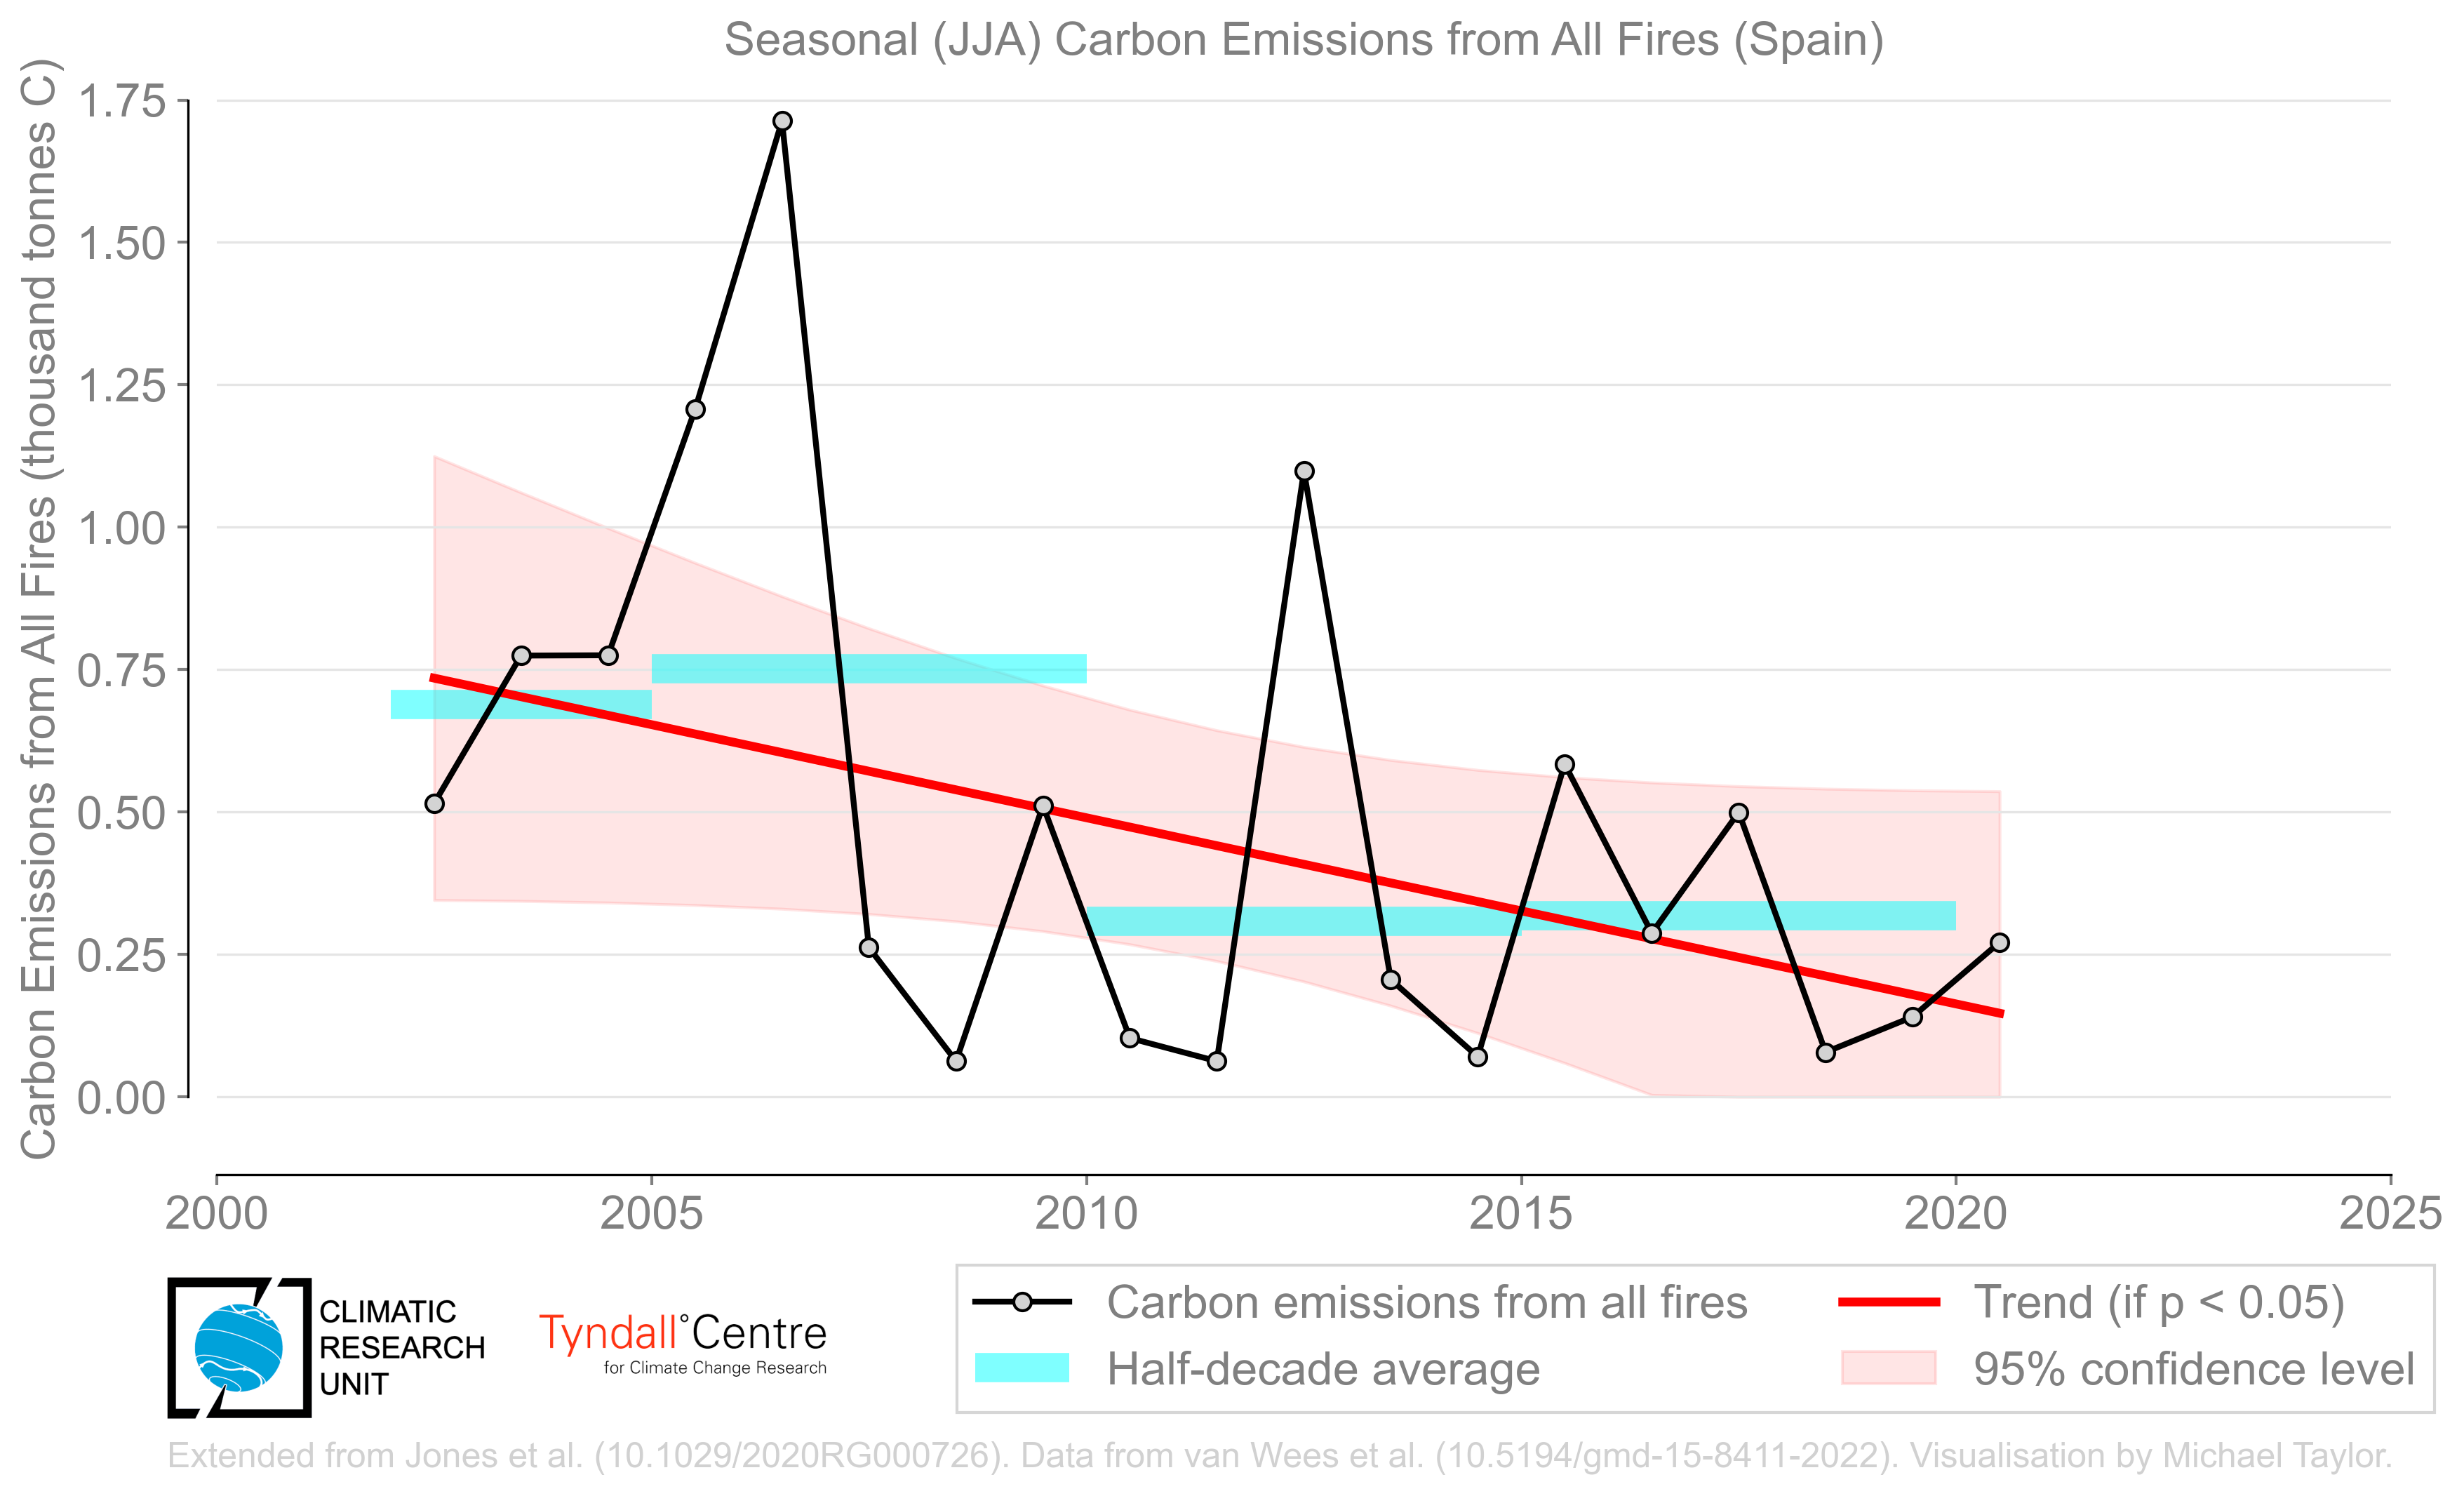 Seasonal (JJA) Carbon Emissions from All Fires (Spain)
Carbon Emissions from All Fires (thousand tonnes C)
1.75
1.50
1.25
1.00
0.75
0.50
0.25
0.00
2000 2005 2010 2015 2020 2025
CLIMATIC
RESEARCH
UNIT
Tyndall°Centre
for Climate Change Research
Carbon emissions from all fires
Half-decade average
Trend (if p < 0.05)
95% confidence level
Extended from Jones et al. (10.1029/2020RG000726). Data from van Wees et al. (10.5194/gmd-15-8411-2022). Visualisation by Michael Taylor.